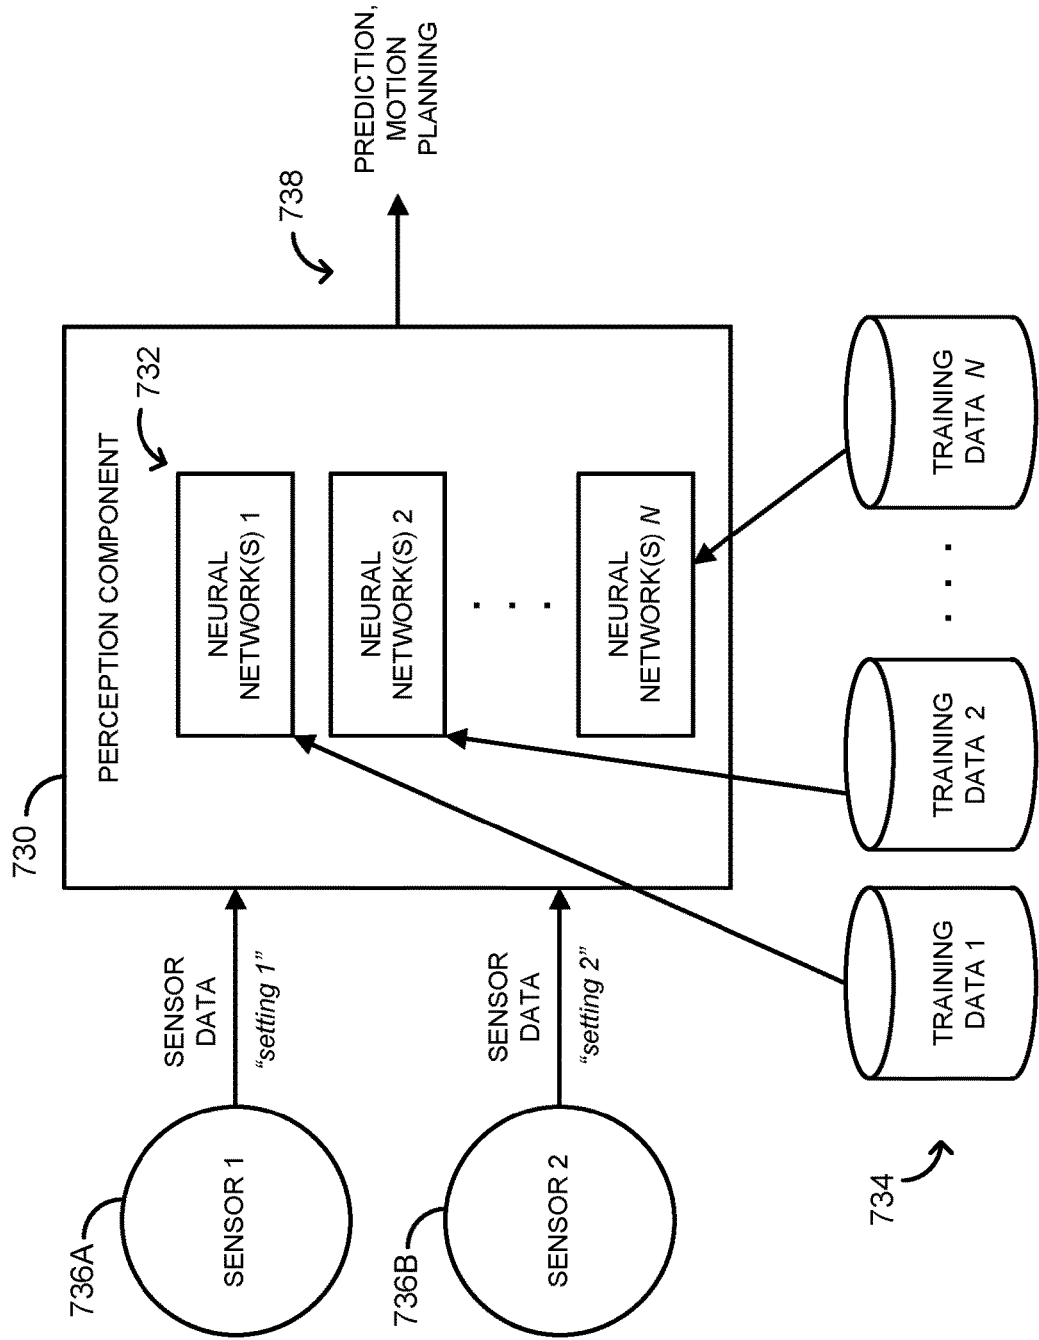 730
PERCEPTION COMPONENT
732
NEURAL
NETWORK(S) 1
NEURAL
NETWORK(S) 2
. . .
NEURAL
NETWORK(S) N
736A
SENSOR 1
SENSOR
DATA
“setting 1”
736B
SENSOR 2
SENSOR
DATA
“setting 2”
738
PREDICTION,
MOTION
PLANNING
734
TRAINING
DATA 1
TRAINING
DATA 2
. . .
TRAINING
DATA N